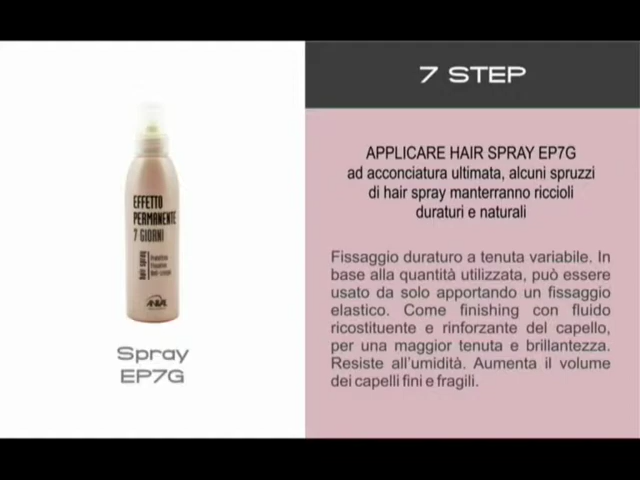 EFFETTO
PERMANENTE
7 GIORNI
hair spray
Spray
EP7G
7 STEP
APPLICARE HAIR SPRAY EP7G
ad acconciatura ultimata, alcuni spruzzi
di hair spray manterranno riccioli
duraturi e naturali
Fissaggio duraturo a tenuta variabile. In
base alla quantità utilizzata, può essere
usato da solo apportando un fissaggio
elastico. Come finishing con fluido
ricostituente e rinforzante del capello,
per una maggior tenuta e brillantezza.
Resiste all'umidità. Aumenta il volume
dei capelli fini e fragili.